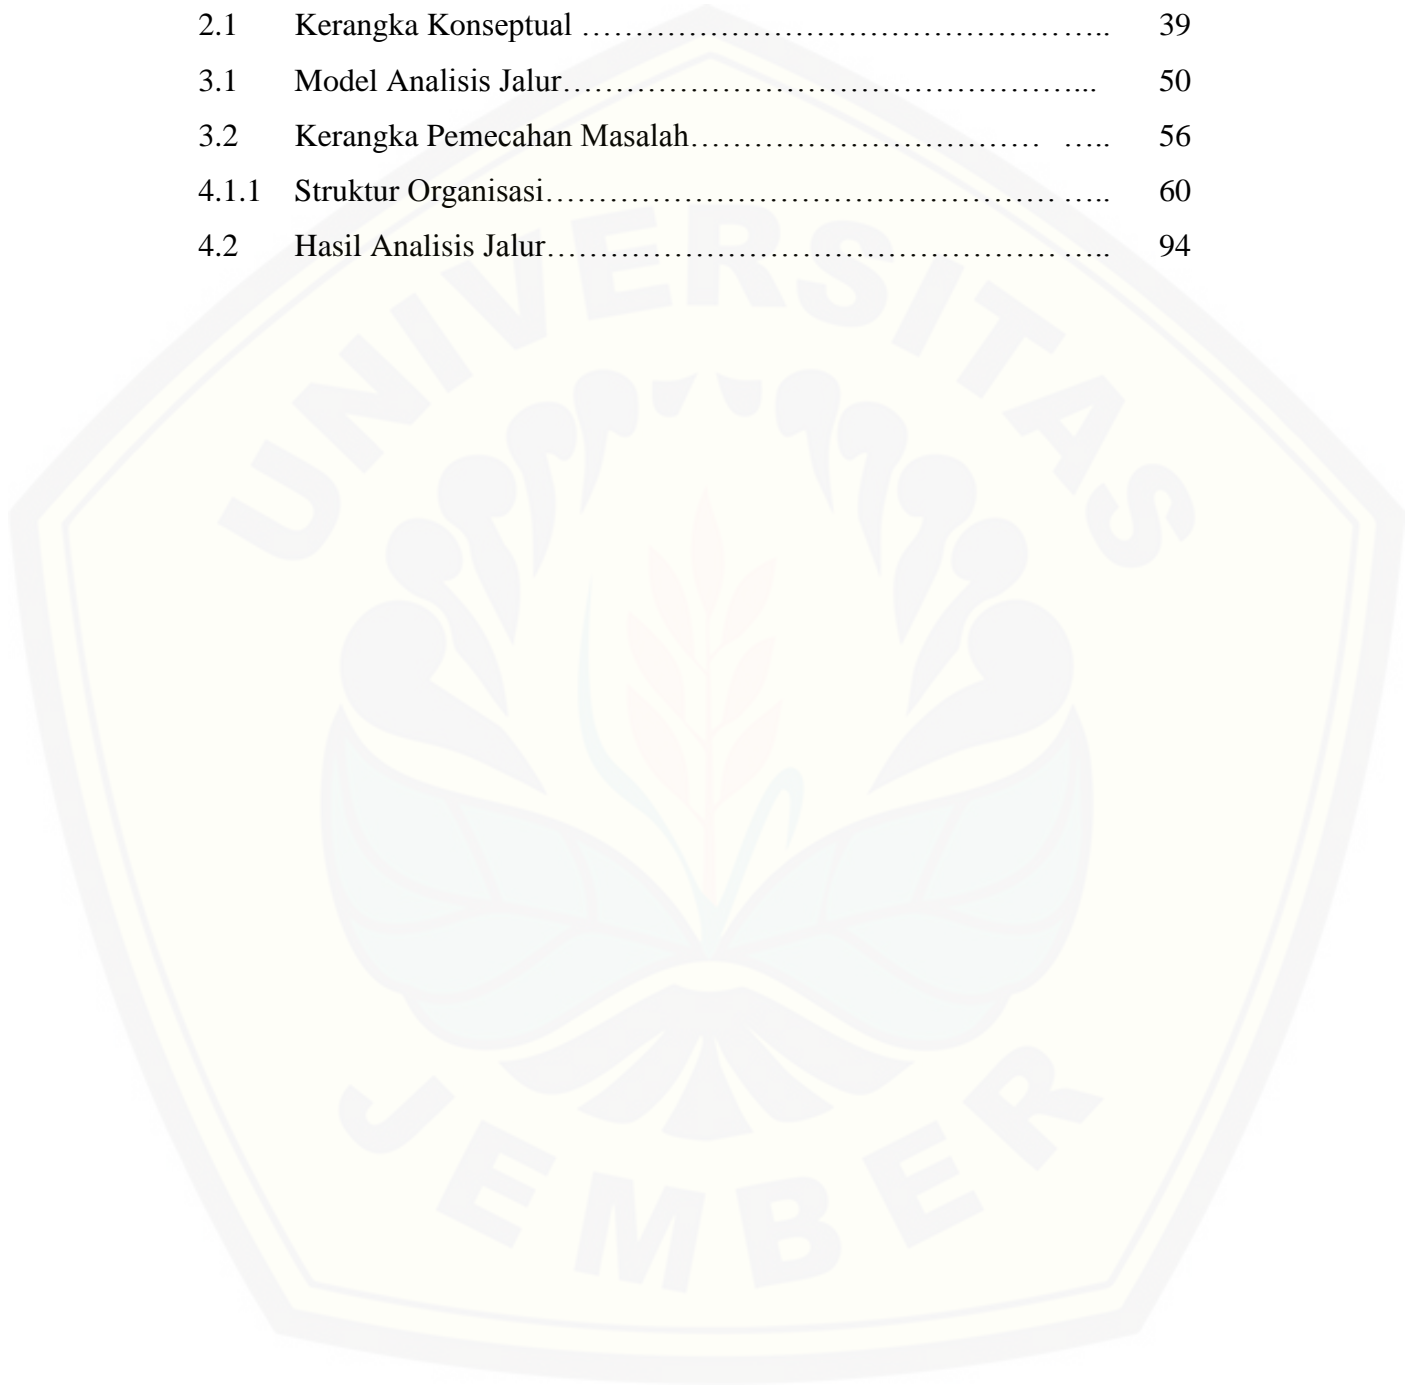 2.1 Kerangka Konseptual ………………………………………….. 39
3.1 Model Analisis Jalur………………………………………….... 50
3.2 Kerangka Pemecahan Masalah…………………………… ….. 56
4.1.1 Struktur Organisasi………………………………………… ….. 60
4.2 Hasil Analisis Jalur………………………………………… ….. 94
UNIVERSITAS
JEMBER